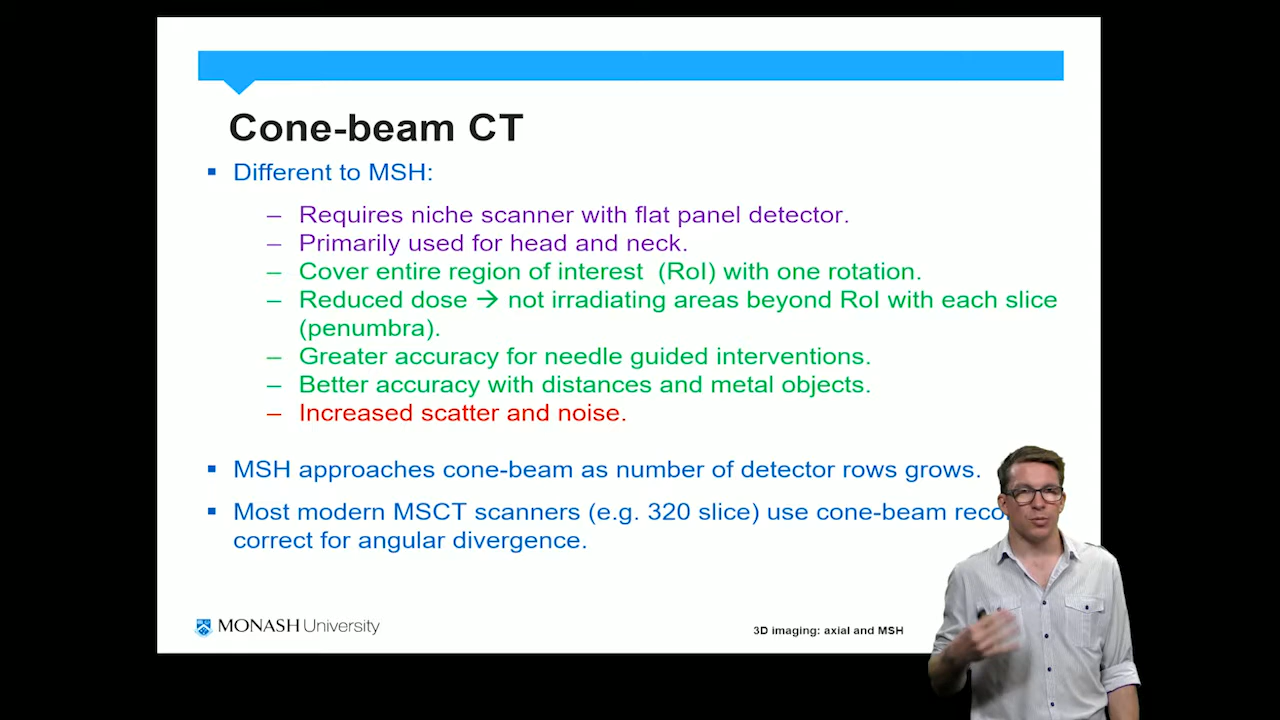 Cone-beam CT
▪ Different to MSH:
– Requires niche scanner with flat panel detector.
– Primarily used for head and neck.
– Cover entire region of interest (RoI) with one rotation.
– Reduced dose → not irradiating areas beyond RoI with each slice
(penumbra).
– Greater accuracy for needle guided interventions.
– Better accuracy with distances and metal objects.
– Increased scatter and noise.
▪ MSH approaches cone-beam as number of detector rows grows.
▪ Most modern MSCT scanners (e.g. 320 slice) use cone-beam
correct for angular divergence.
MONASH University
3D imaging: axial and MSH